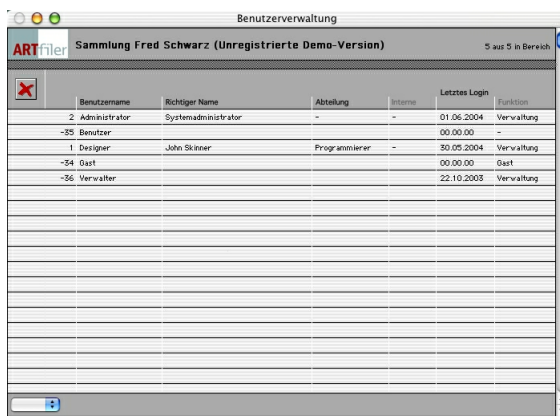 Benutzerverwaltung
ARTfiler Sammlung Fred Schwarz (Unregistrierte Demo-Version) 5 aus 5 in Bereich
Letztes Login
Benutzername Richtiger Name Abteilung Interne Funktion
2 Administrator Systemadministrator - - 01.06.2004 Verwaltung
-35 Benutzer 00.00.00 -
1 Designer John Skinner Programmierer - 30.05.2004 Verwaltung
-34 Gast 00.00.00 Gast
-36 Verwalter 22.10.2003 Verwaltung